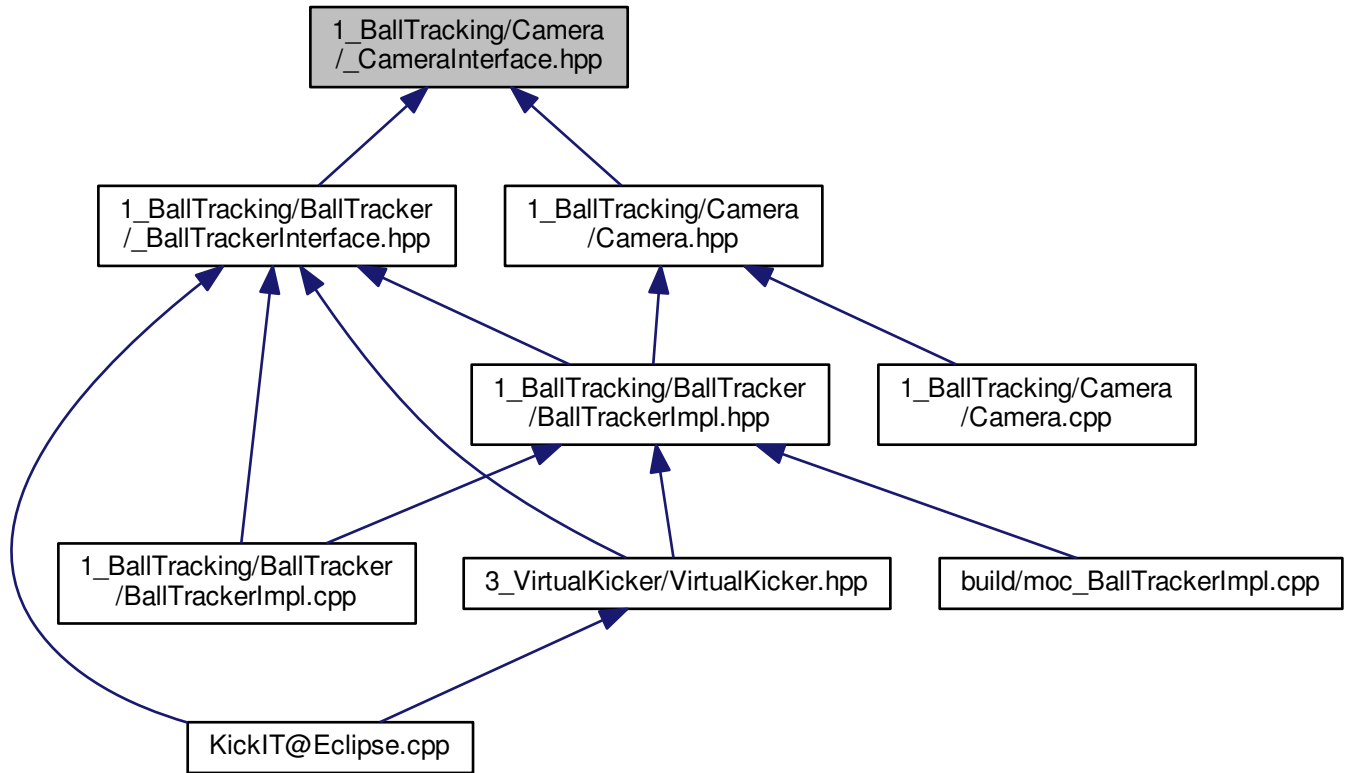 1_BallTracking/Camera
/_CameraInterface.hpp
1_BallTracking/BallTracker
/_BallTrackerInterface.hpp
1_BallTracking/Camera
/Camera.hpp
1_BallTracking/BallTracker
/BallTrackerImpl.hpp
1_BallTracking/Camera
/Camera.cpp
1_BallTracking/BallTracker
/BallTrackerImpl.cpp
3_VirtualKicker/VirtualKicker.hpp
build/moc_BallTrackerImpl.cpp
KickIT@Eclipse.cpp